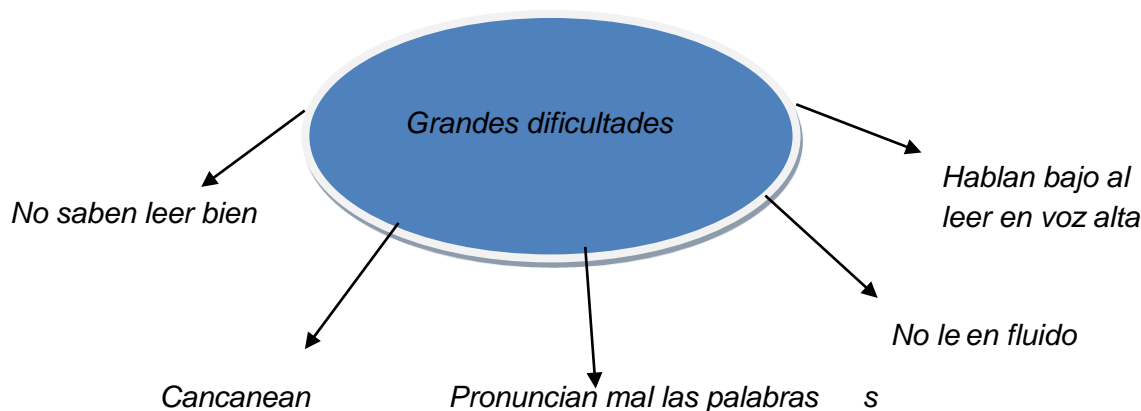 Grandes dificultades
Hablan bajo al
leer en voz alta
No saben leer bien
No le en fluido
Cancanean
Pronuncian mal las palabras s